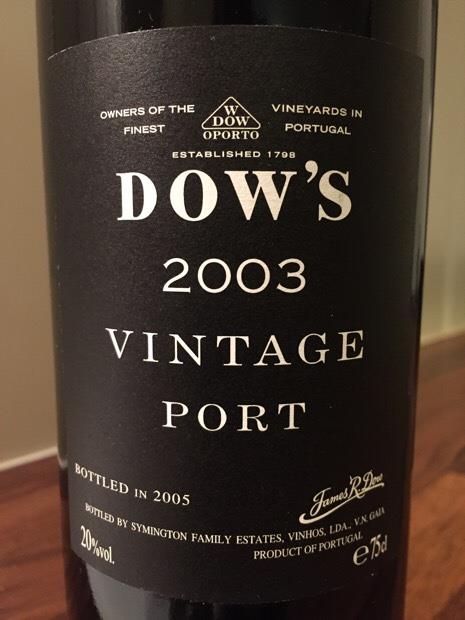 OWNERS OF THE FINEST
W
DOW
OPORTO
VINEYARDS IN PORTUGAL
ESTABLISHED 1798
DOW'S
2003
VINTAGE
PORT
BOTTLED IN 2005
James R Dow
BOTTLED BY SYMINGTON FAMILY ESTATES, VINHOS, LDA., V.N. GAIA
PRODUCT OF PORTUGAL
20%vol.
e 75cl